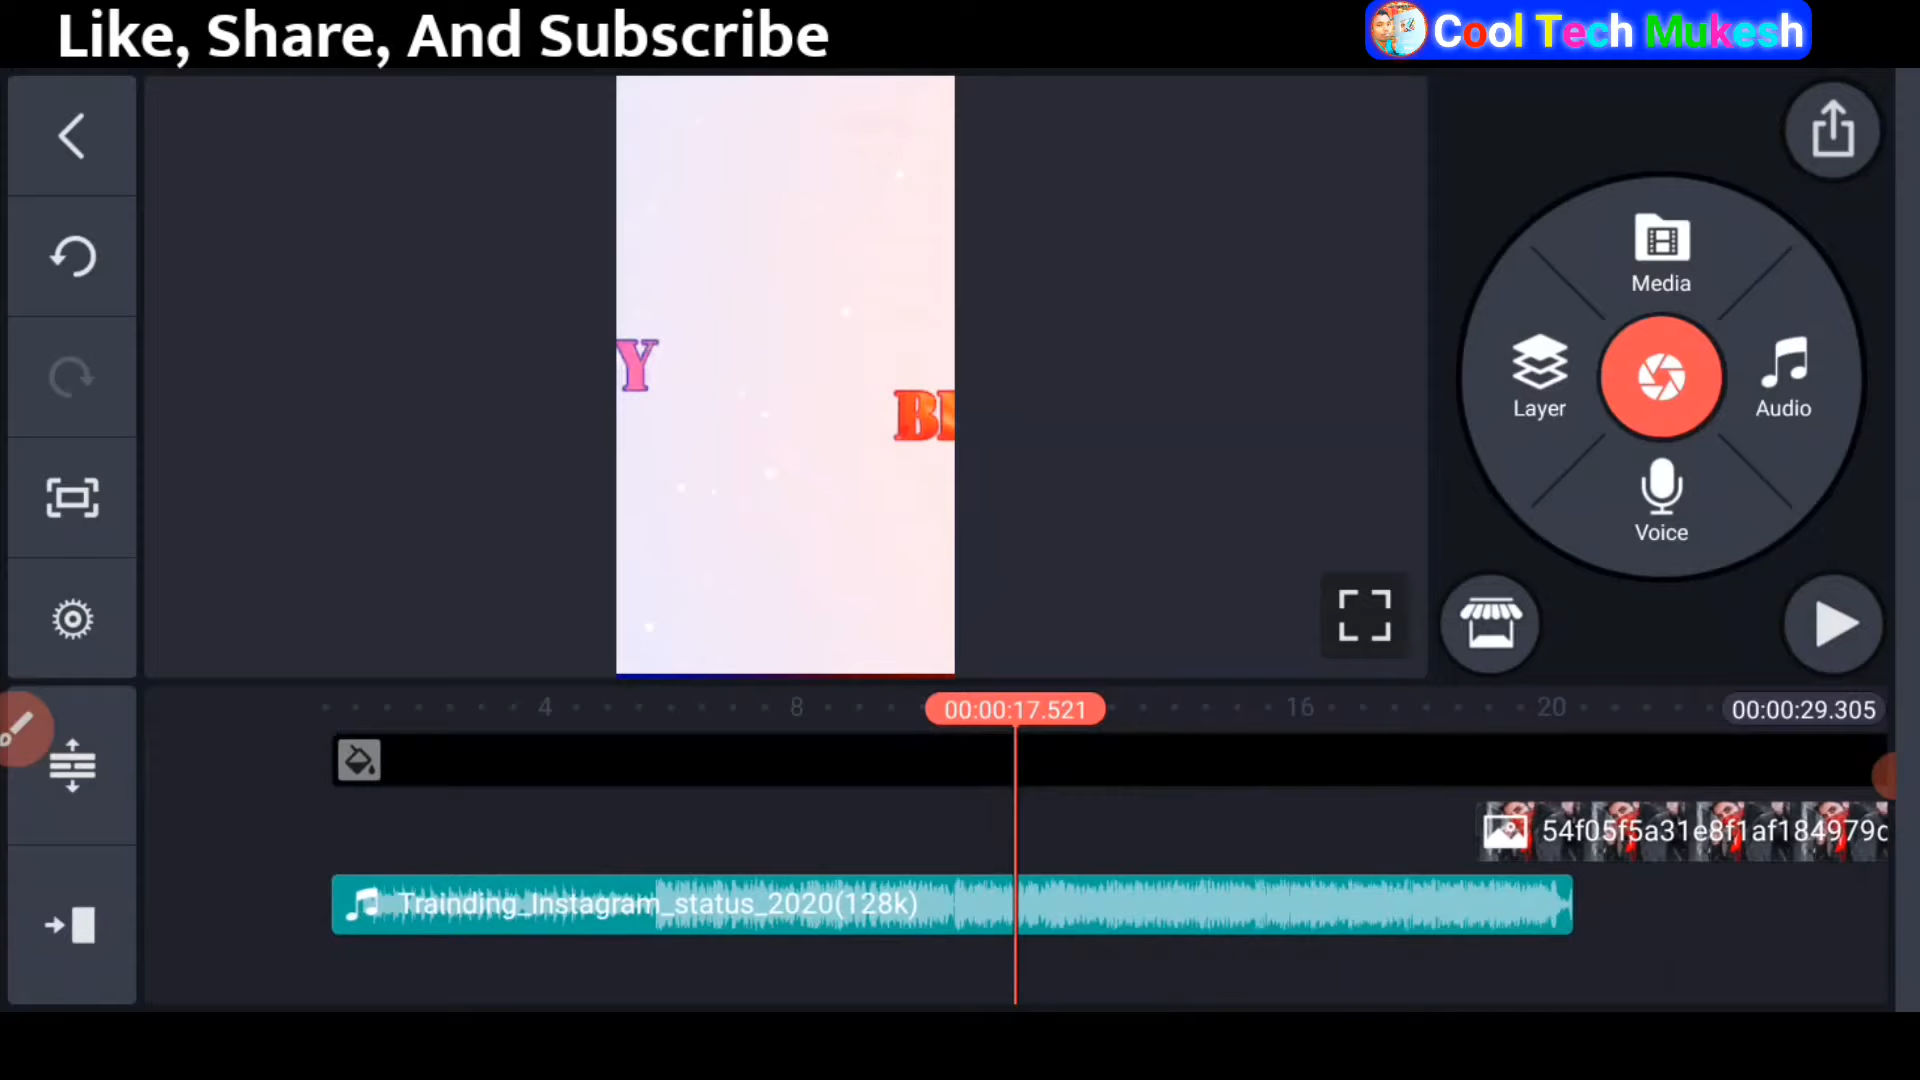 Like, Share, And Subscribe
Cool Tech Mukesh
Media
Layer
Audio
Voice
Y
BI
4
8
00:00:17.521
16
20
00:00:29.305
54f05f5a31e8f1af184979c
Trainding_Instagram_status_2020(128k)